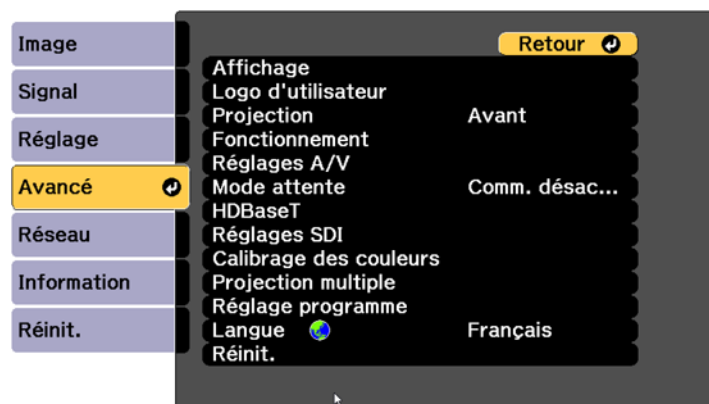 Image
Signal
Réglage
Avancé
Réseau
Information
Réinit.
Retour
Affichage
Logo d'utilisateur
Projection Avant
Fonctionnement
Réglages A/V
Mode attente Comm. désac...
HDBaseT
Réglages SDI
Calibrage des couleurs
Projection multiple
Réglage programme
Langue Français
Réinit.